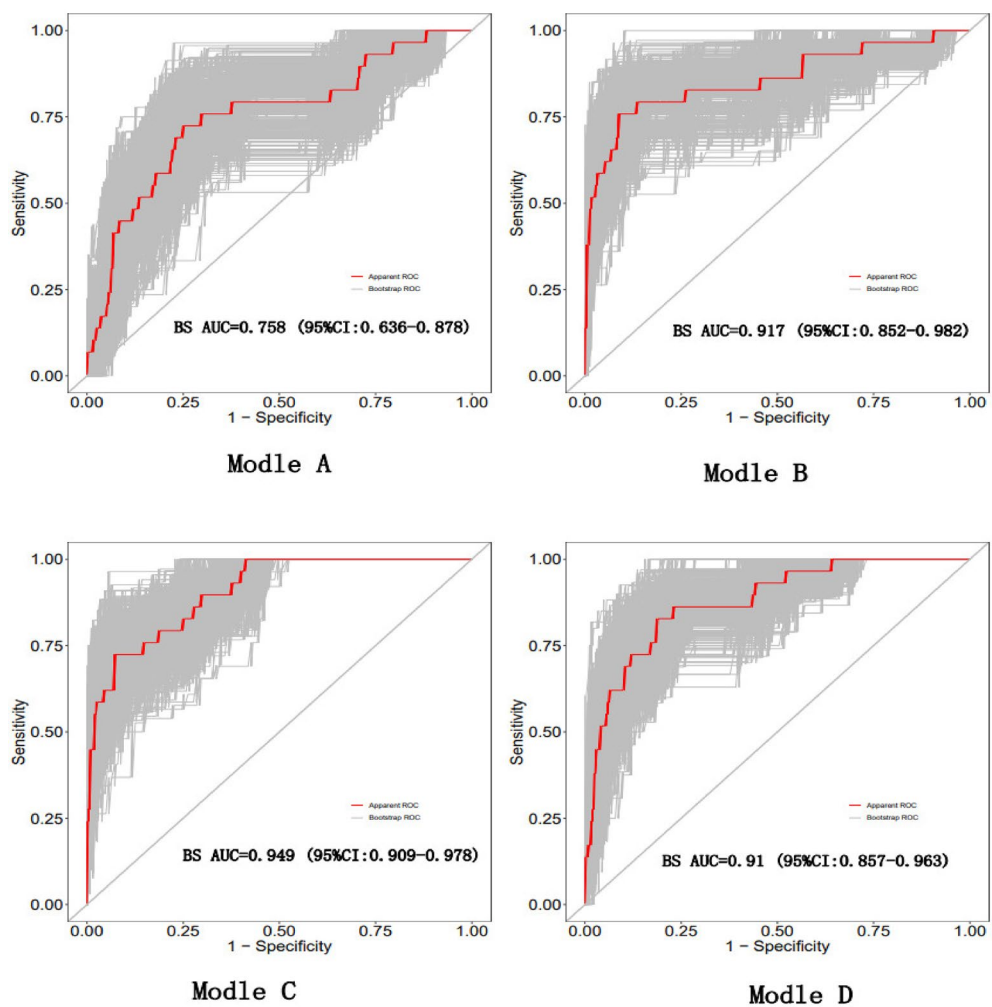 1.00
0.75
0.50
0.25
0.00
Sensitivity
Apparent ROC
Bootstrap ROC
BS AUC=0.758 (95%CI:0.636-0.878)
0.00 0.25 0.50 0.75 1.00
1 − Specificity
Modle A
1.00
0.75
0.50
0.25
0.00
Sensitivity
Apparent ROC
Bootstrap ROC
BS AUC=0.917 (95%CI:0.852-0.982)
0.00 0.25 0.50 0.75 1.00
1 − Specificity
Modle B
1.00
0.75
0.50
0.25
0.00
Sensitivity
Apparent ROC
Bootstrap ROC
BS AUC=0.949 (95%CI:0.909-0.978)
0.00 0.25 0.50 0.75 1.00
1 − Specificity
Modle C
1.00
0.75
0.50
0.25
0.00
Sensitivity
Apparent ROC
Bootstrap ROC
BS AUC=0.91 (95%CI:0.857-0.963)
0.00 0.25 0.50 0.75 1.00
1 − Specificity
Modle D